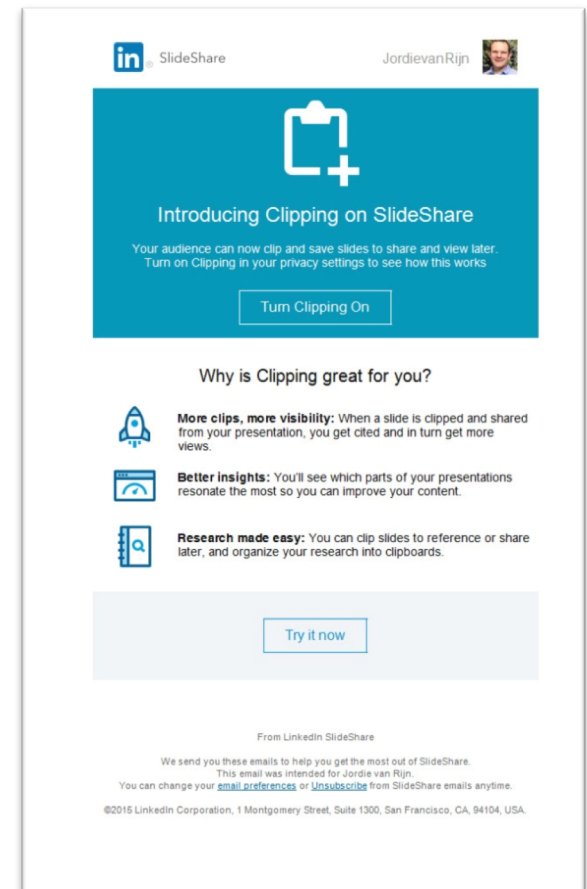 in® SlideShare
JordievanRijn
Introducing Clipping on SlideShare
Your audience can now clip and save slides to share and view later.
Turn on Clipping in your privacy settings to see how this works
Turn Clipping On
Why is Clipping great for you?
More clips, more visibility: When a slide is clipped and shared
from your presentation, you get cited and in turn get more
views.
Better insights: You'll see which parts of your presentations
resonate the most so you can improve your content.
Research made easy: You can clip slides to reference or share
later, and organize your research into clipboards.
Try it now
From LinkedIn SlideShare
We send you these emails to help you get the most out of SlideShare.
This email was intended for Jordie van Rijn.
You can change your email preferences or Unsubscribe from SlideShare emails anytime.
©2015 LinkedIn Corporation, 1 Montgomery Street, Suite 1300, San Francisco, CA, 94104, USA.